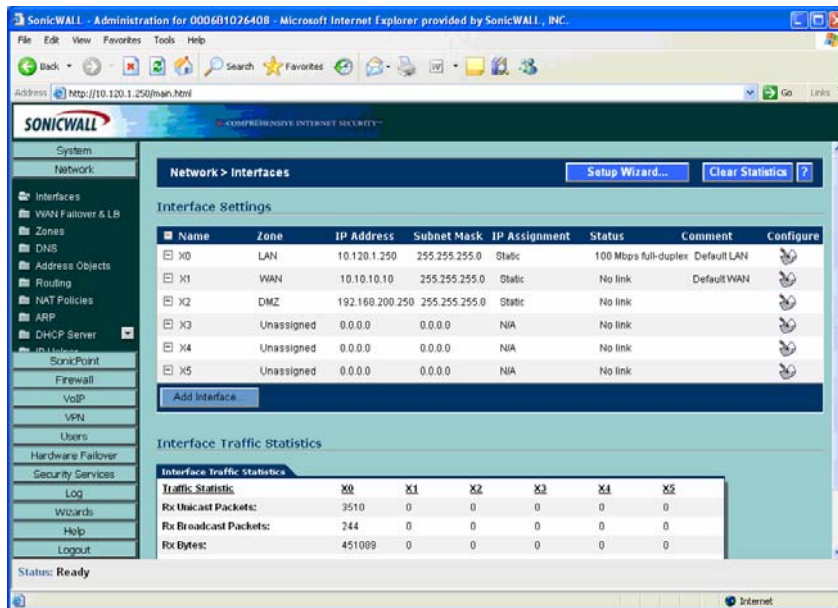 SonicWALL - Administration for 0006B1026408 - Microsoft Internet Explorer provided by SonicWALL, INC.
File Edit View Favorites Tools Help
Back Search Favorites
Address http://10.120.1.250/main.html Go Links
SONICWALL COMPREHENSIVE INTERNET SECURITY
System
Network
Interfaces
WAN Failover & LB
Zones
DNS
Address Objects
Routing
NAT Policies
ARP
DHCP Server
IP Helper
SonicPoint
Firewall
VoIP
VPN
Users
Hardware Failover
Security Services
Log
Wizards
Help
Logout
Network > Interfaces Setup Wizard... Clear Statistics ?
Interface Settings
Name Zone IP Address Subnet Mask IP Assignment Status Comment Configure
X0 LAN 10.120.1.250 255.255.255.0 Static 100 Mbps full-duplex Default LAN
X1 WAN 10.10.10.10 255.255.255.0 Static No link Default WAN
X2 DMZ 192.168.200.250 255.255.255.0 Static No link
X3 Unassigned 0.0.0.0 0.0.0.0 N/A No link
X4 Unassigned 0.0.0.0 0.0.0.0 N/A No link
X5 Unassigned 0.0.0.0 0.0.0.0 N/A No link
Add Interface...
Interface Traffic Statistics
Interface Traffic Statistics
Traffic Statistic X0 X1 X2 X3 X4 X5
Rx Unicast Packets: 3510 0 0 0 0 0
Rx Broadcast Packets: 244 0 0 0 0 0
Rx Bytes: 451089 0 0 0 0 0
Status: Ready
Internet